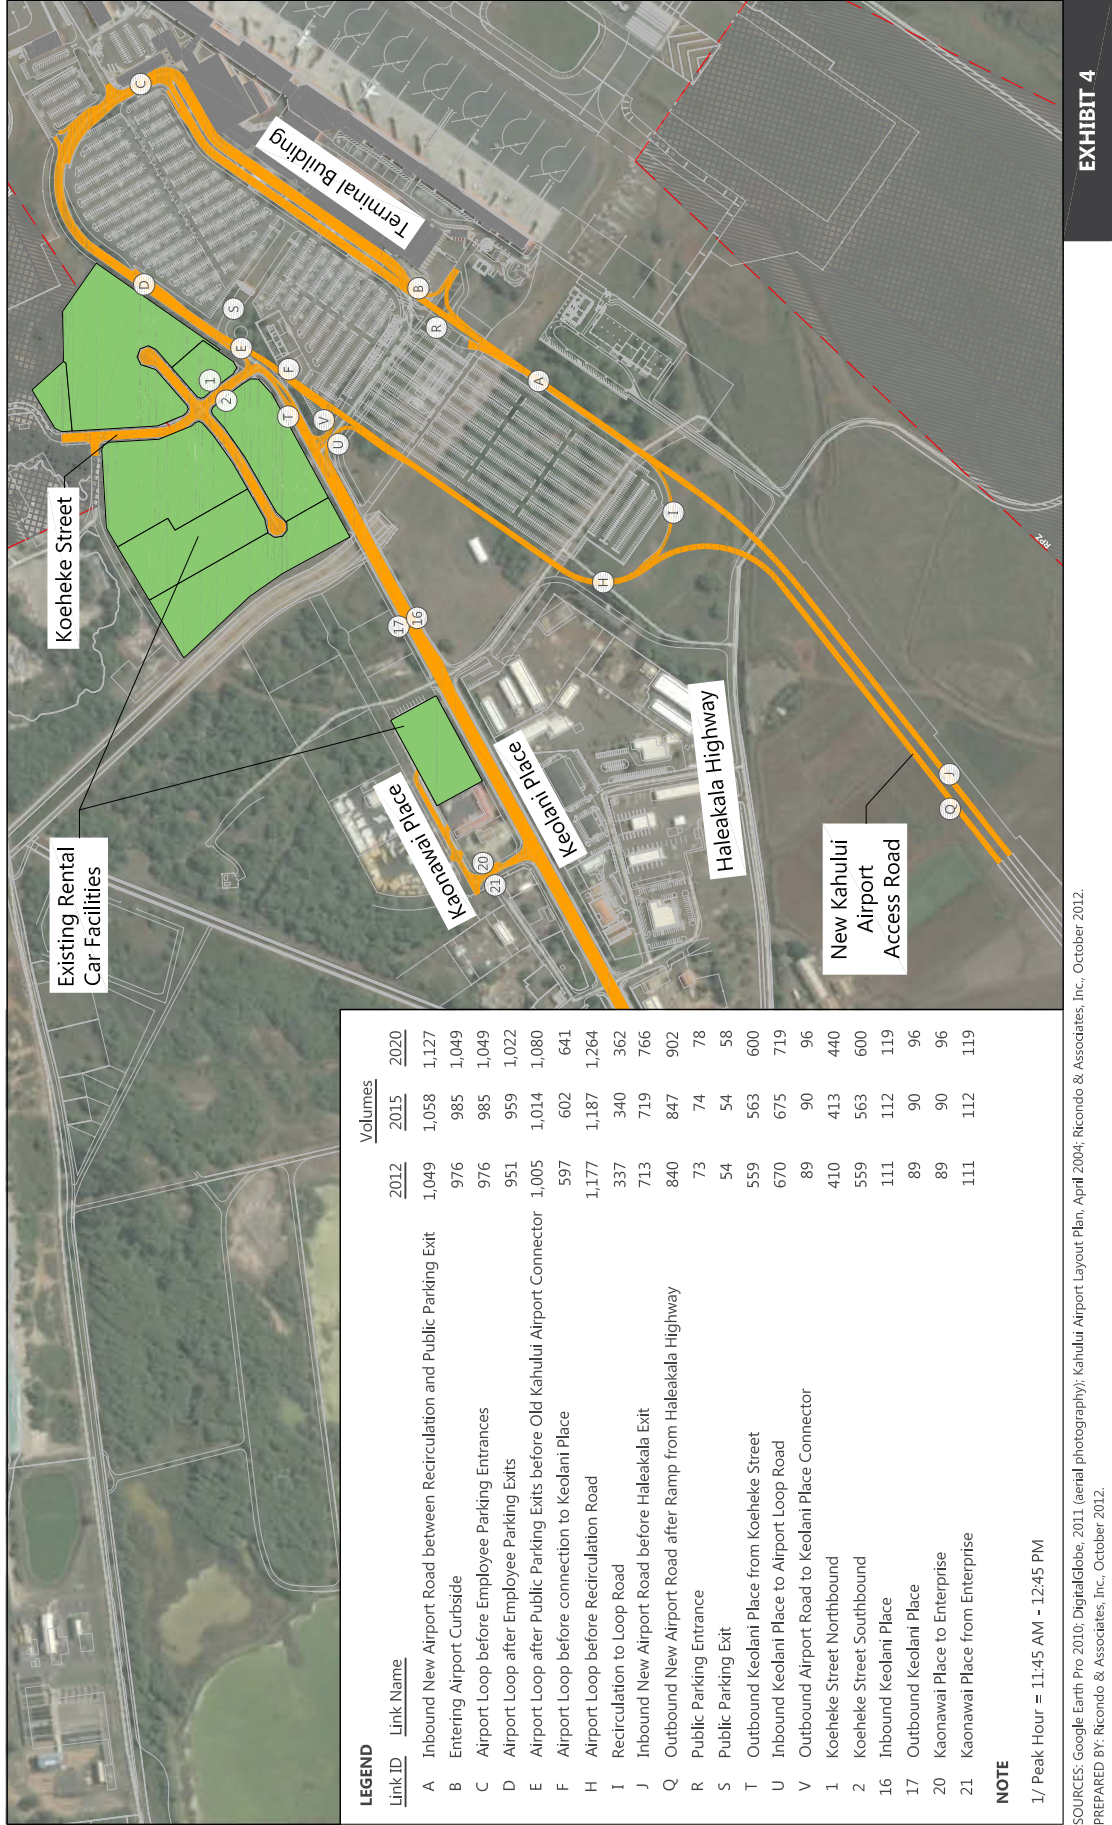 EXHIBIT 4
Terminal Building
Koeheke Street
Existing Rental
Car Facilities
Kaonawai Place
Keolani Place
Haleakala Highway
New Kahului
Airport
Access Road
RPZ
A
B
C
D
E
F
H
I
J
Q
R
S
T
U
V
1
2
16
17
20
21
LEGEND
Volumes
Link ID Link Name 2012 2015 2020
A Inbound New Airport Road between Recirculation and Public Parking Exit 1,049 1,058 1,127
B Entering Airport Curbside 976 985 1,049
C Airport Loop before Employee Parking Entrances 976 985 1,049
D Airport Loop after Employee Parking Exits 951 959 1,022
E Airport Loop after Public Parking Exits before Old Kahului Airport Connector 1,005 1,014 1,080
F Airport Loop before connection to Keolani Place 597 602 641
H Airport Loop before Recirculation Road 1,177 1,187 1,264
I Recirculation to Loop Road 337 340 362
J Inbound New Airport Road before Haleakala Exit 713 719 766
Q Outbound New Airport Road after Ramp from Haleakala Highway 840 847 902
R Public Parking Entrance 73 74 78
S Public Parking Exit 54 54 58
T Outbound Keolani Place from Koeheke Street 559 563 600
U Inbound Keolani Place to Airport Loop Road 670 675 719
V Outbound Airport Road to Keolani Place Connector 89 90 96
1 Koeheke Street Northbound 410 413 440
2 Koeheke Street Southbound 559 563 600
16 Inbound Keolani Place 111 112 119
17 Outbound Keolani Place 89 90 96
20 Kaonawai Place to Enterprise 89 90 96
21 Kaonawai Place from Enterprise 111 112 119
NOTE
1/ Peak Hour = 11:45 AM - 12:45 PM
SOURCES: Google Earth Pro 2010; DigitalGlobe, 2011 (aerial photography); Kahului Airport Layout Plan, April 2004; Ricondo & Associates, Inc., October 2012.
PREPARED BY: Ricondo & Associates, Inc., October 2012.